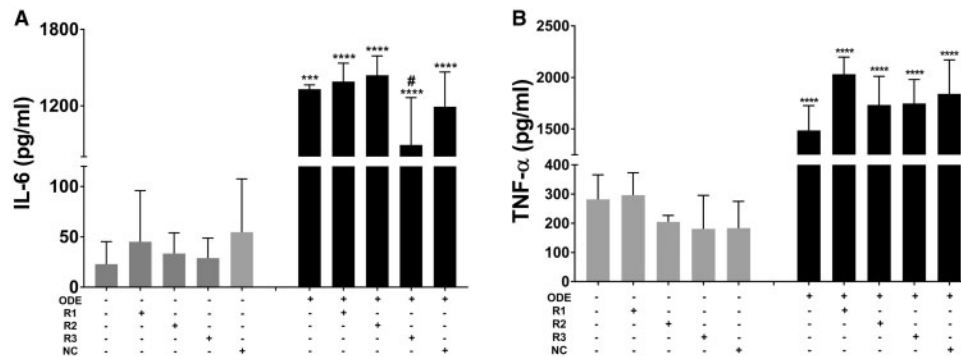 A
IL-6 (pg/ml)
1800
1300
100
50
0
***
****
****
#
****
****
ODE - - - - - + + + + +
R1 - + - - - - + - - -
R2 - - + - - - - + - -
R3 - - - + - - - - + -
NC - - - - + - - - - +
B
TNF-α (pg/ml)
2500
2000
1500
400
300
200
100
0
****
****
****
****
****
ODE - - - - - + + + + +
R1 - + - - - - + - - -
R2 - - + - - - - + - -
R3 - - - + - - - - + -
NC - - - - + - - - - +